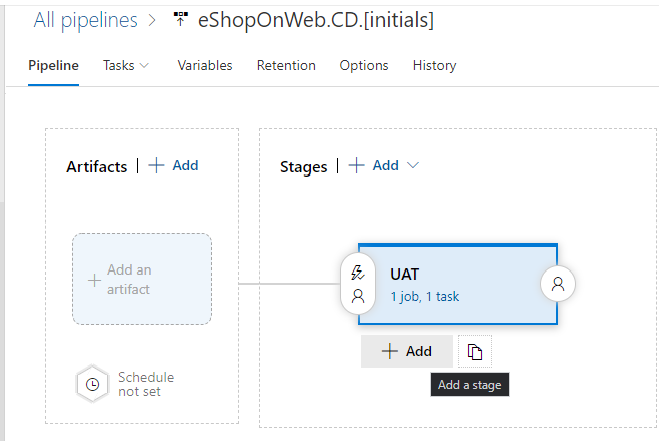 All pipelines > eShopOnWeb.CD.[initials]
Pipeline Tasks Variables Retention Options History
Artifacts | + Add
Stages | + Add
Add an
artifact
UAT
1 job, 1 task
+ Add
Add a stage
Schedule
not set